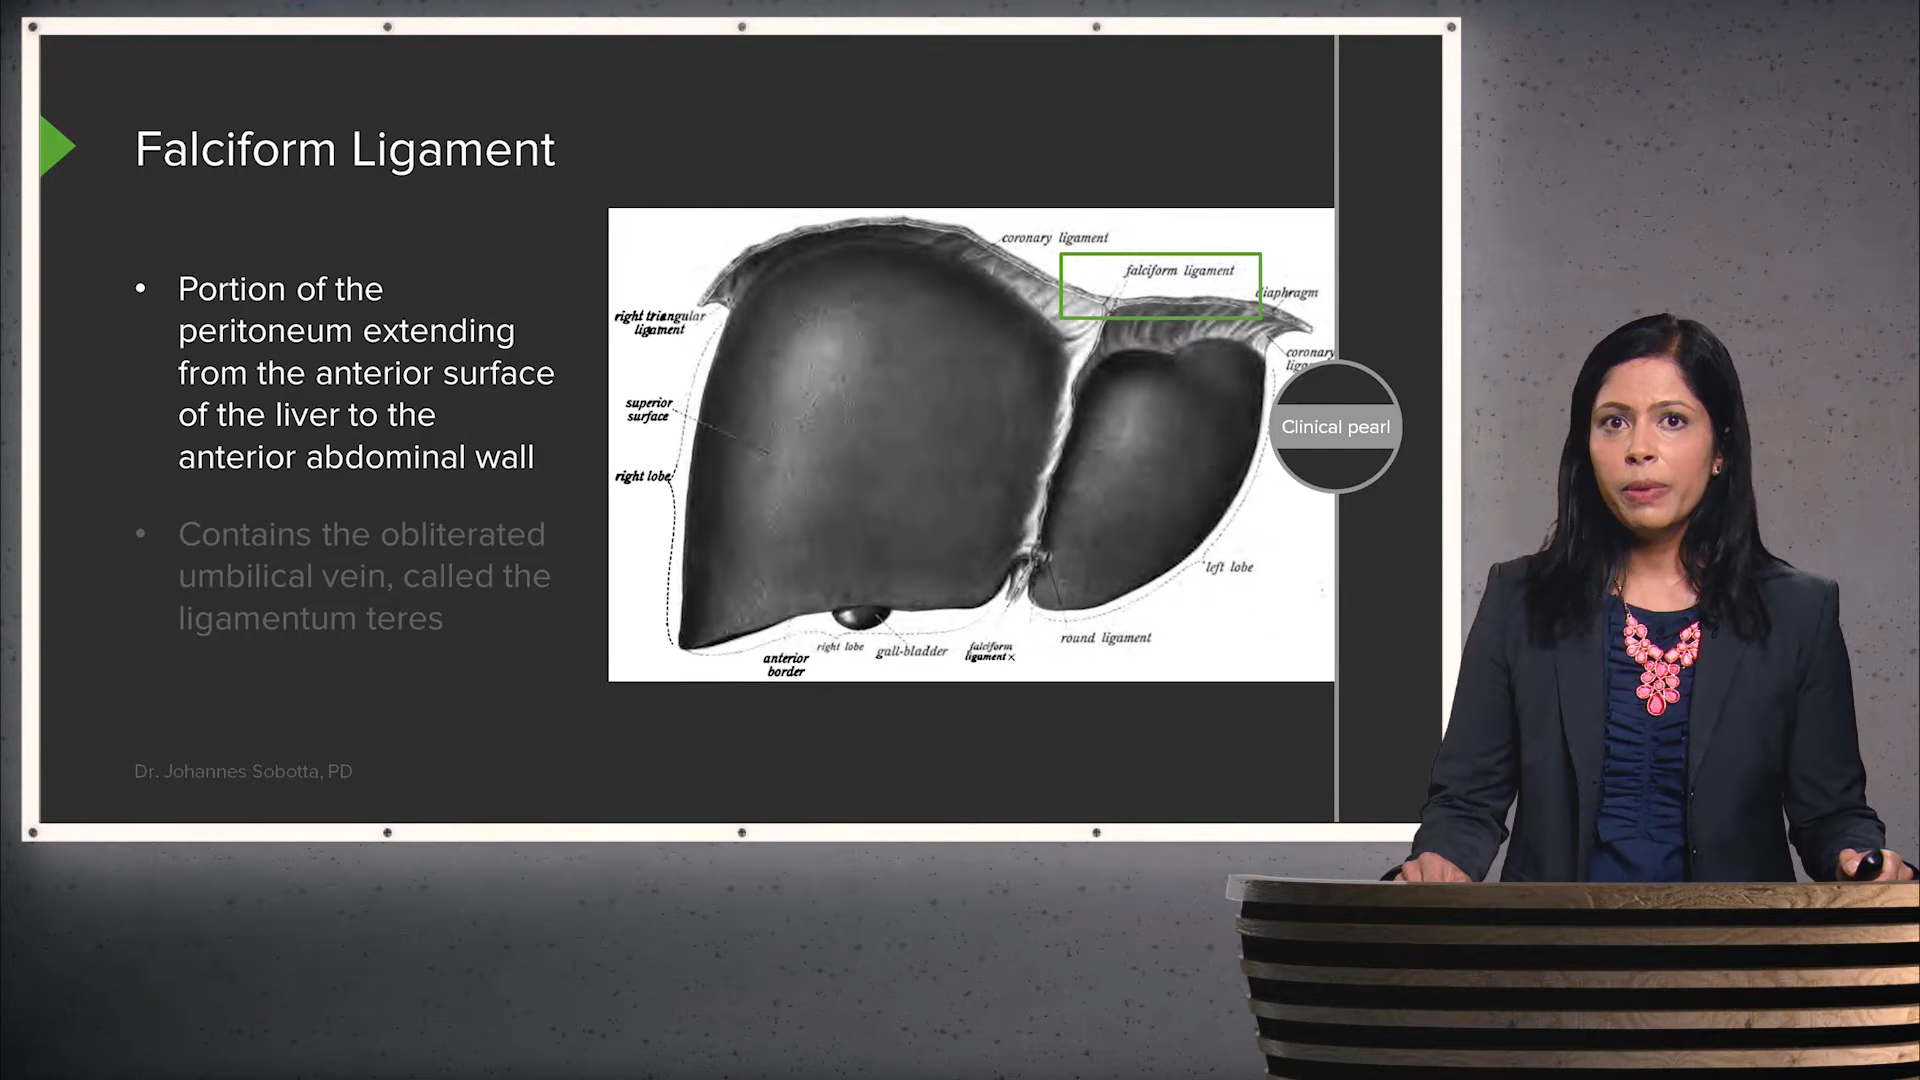 Falciform Ligament
• Portion of the
peritoneum extending
from the anterior surface
of the liver to the
anterior abdominal wall
• Contains the obliterated
umbilical vein, called the
ligamentum teres
Dr. Johannes Sobotta, PD
coronary ligament
falciform ligament
diaphragm
right triangular
ligament
coronary
superior
surface
right lobe
left lobe
round ligament
right lobe
gall-bladder
falciform
ligament ×
anterior
border
Clinical pearl